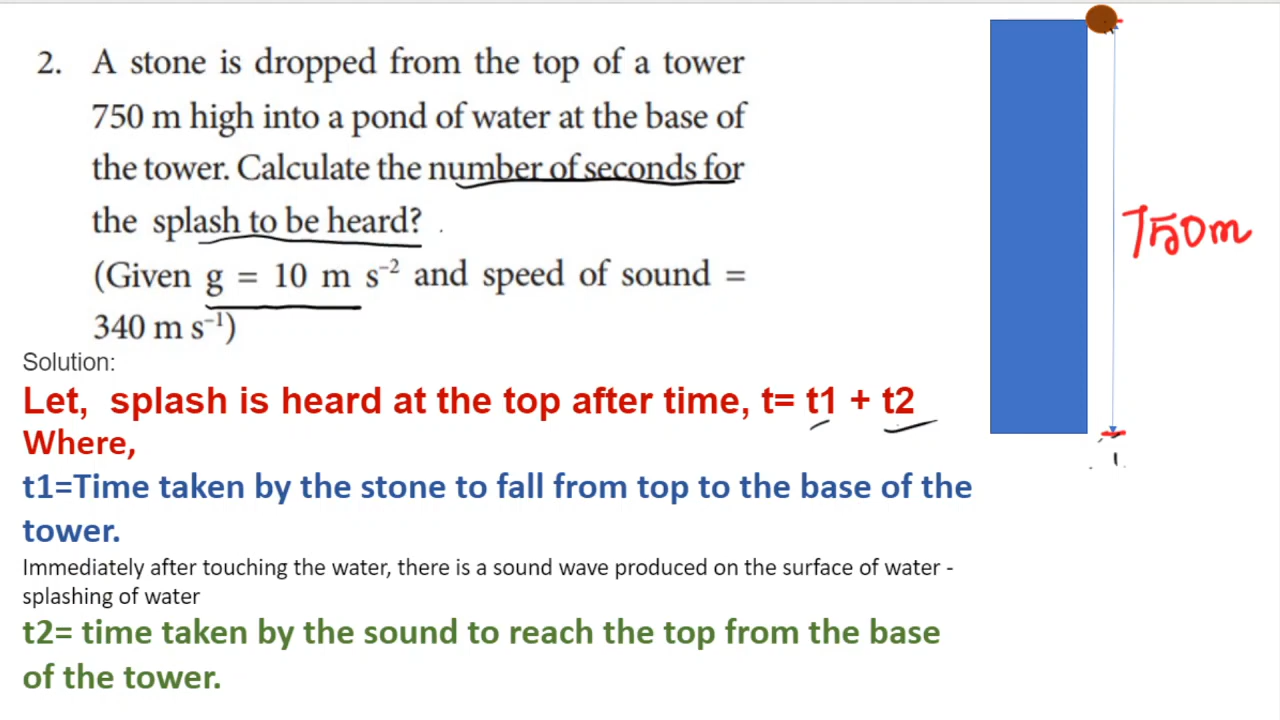 2. A stone is dropped from the top of a tower
750 m high into a pond of water at the base of
the tower. Calculate the number of seconds for
the splash to be heard?
(Given g = 10 m s⁻² and speed of sound =
340 m s⁻¹)
750m
Solution:
Let, splash is heard at the top after time, t= t1 + t2
Where,
t1=Time taken by the stone to fall from top to the base of the
tower.
Immediately after touching the water, there is a sound wave produced on the surface of water -
splashing of water
t2= time taken by the sound to reach the top from the base
of the tower.